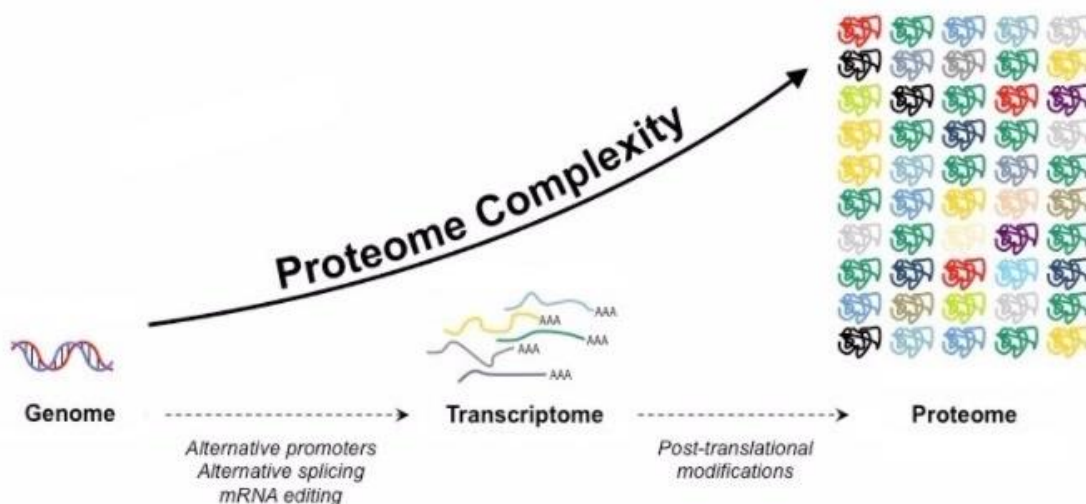 Proteome Complexity
AAA
AAA
AAA
AAA
AAA
Genome
Transcriptome
Proteome
Alternative promoters
Alternative splicing
mRNA editing
Post-translational
modifications